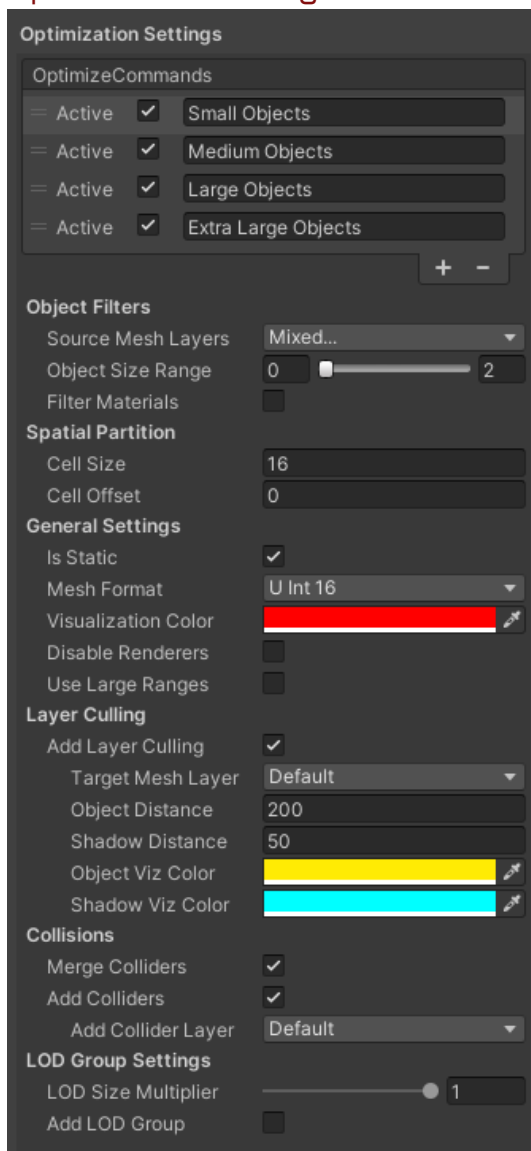 Optimization Settings
OptimizeCommands
Active Small Objects
Active Medium Objects
Active Large Objects
Active Extra Large Objects
+ -
Object Filters
Source Mesh Layers Mixed...
Object Size Range 0 2
Filter Materials
Spatial Partition
Cell Size 16
Cell Offset 0
General Settings
Is Static
Mesh Format U Int 16
Visualization Color
Disable Renderers
Use Large Ranges
Layer Culling
Add Layer Culling
Target Mesh Layer Default
Object Distance 200
Shadow Distance 50
Object Viz Color
Shadow Viz Color
Collisions
Merge Colliders
Add Colliders
Add Collider Layer Default
LOD Group Settings
LOD Size Multiplier 1
Add LOD Group